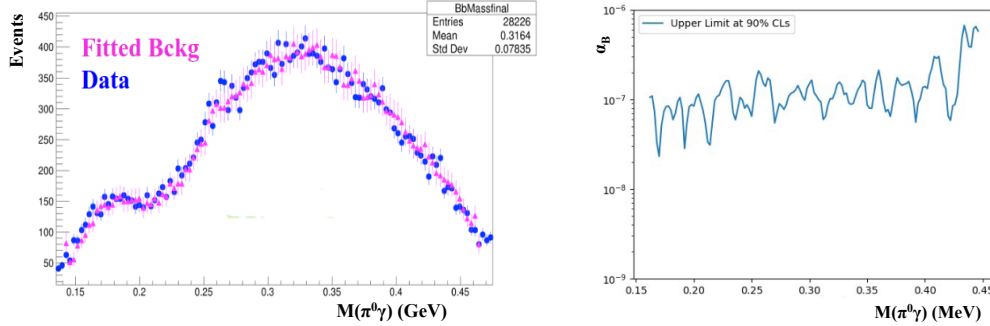 BbMassfinal
Entries 28226
Mean 0.3164
Std Dev 0.07835
Events
Fitted Bckg
Data
450
400
350
300
250
200
150
100
50
0.15 0.2 0.25 0.3 0.35 0.4 0.45
M(π⁰γ) (GeV)
Upper Limit at 90% CLs
α_B
10⁻⁶
10⁻⁷
10⁻⁸
10⁻⁹
0.15 0.20 0.25 0.30 0.35 0.40 0.45
M(π⁰γ) (MeV)